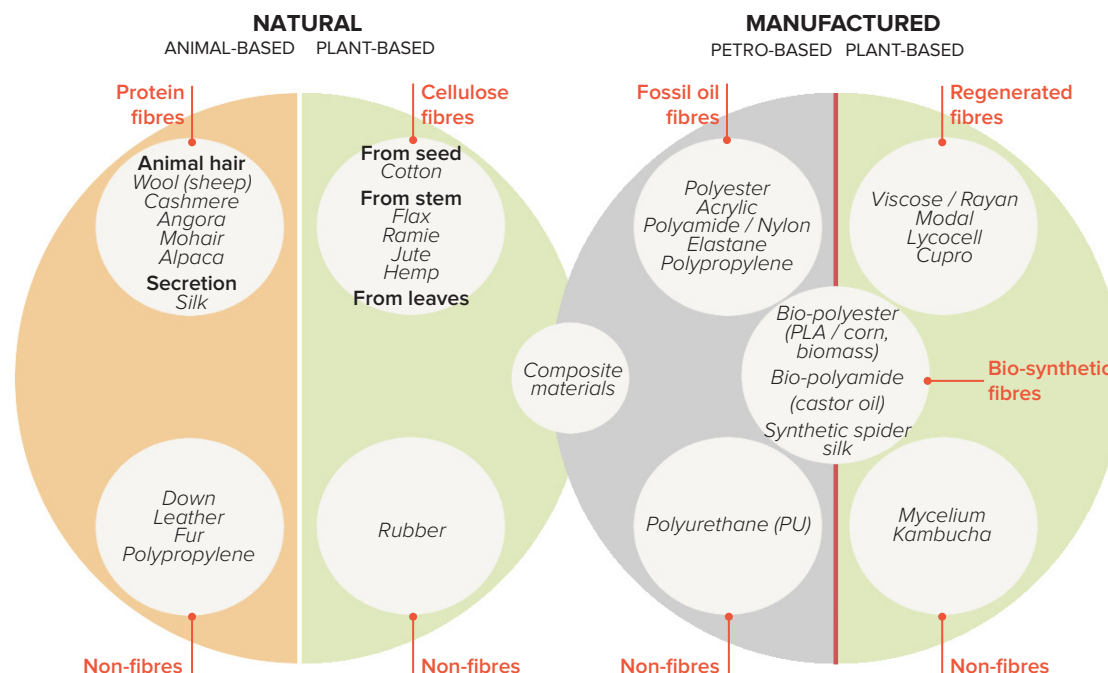 NATURAL
ANIMAL-BASED PLANT-BASED
Protein
fibres
Cellulose
fibres
Animal hair
Wool (sheep)
Cashmere
Angora
Mohair
Alpaca
Secretion
Silk
From seed
Cotton
From stem
Flax
Ramie
Jute
Hemp
From leaves
Down
Leather
Fur
Polypropylene
Non-fibres
Rubber
Non-fibres
Composite
materials
MANUFACTURED
PETRO-BASED PLANT-BASED
Fossil oil
fibres
Regenerated
fibres
Polyester
Acrylic
Polyamide / Nylon
Elastane
Polypropylene
Viscose / Rayan
Modal
Lycocell
Cupro
Bio-polyester
(PLA / corn,
biomass)
Bio-polyamide
(castor oil)
Synthetic spider
silk
Bio-synthetic
fibres
Polyurethane (PU)
Non-fibres
Mycelium
Kambucha
Non-fibres